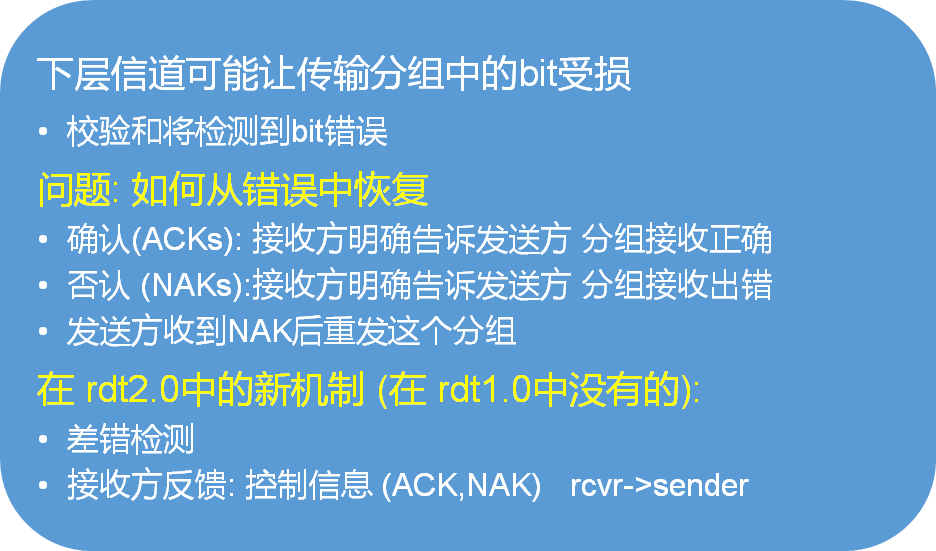 下层信道可能让传输分组中的bit受损
• 校验和将检测到bit错误
问题: 如何从错误中恢复
• 确认(ACKs): 接收方明确告诉发送方 分组接收正确
• 否认 (NAKs):接收方明确告诉发送方 分组接收出错
• 发送方收到NAK后重发这个分组
在 rdt2.0中的新机制 (在 rdt1.0中没有的):
• 差错检测
• 接收方反馈: 控制信息 (ACK,NAK) rcvr->sender